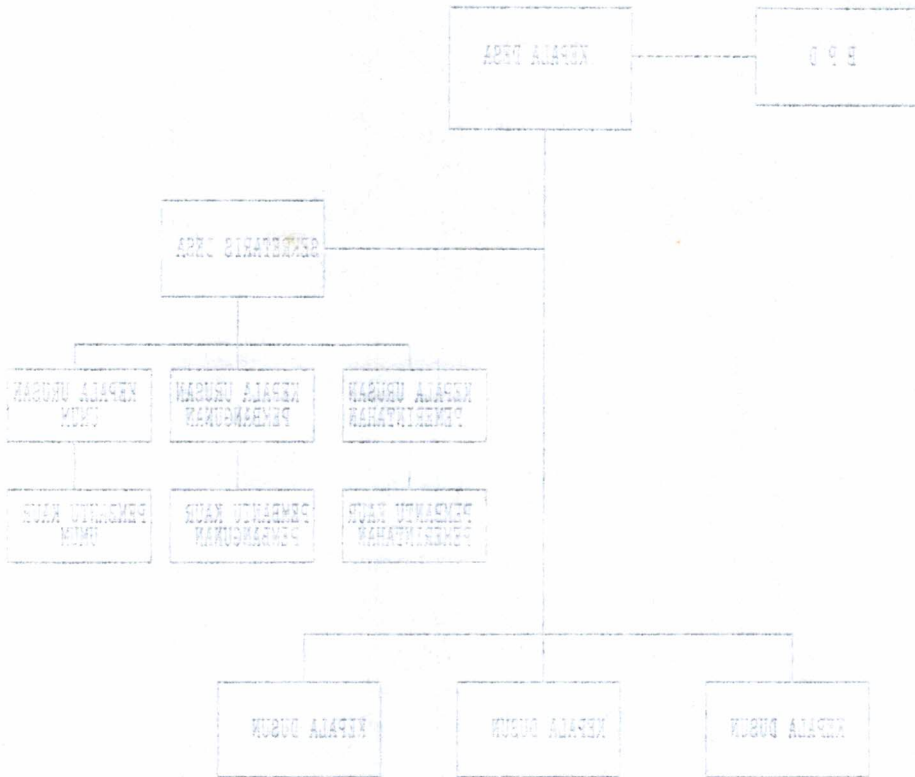 B P D
KEPALA DESA
SEKRETARIS DESA
KEPALA URUSAN
PEMERINTAHAN
KEPALA URUSAN
PEMBANGUNAN
KEPALA URUSAN
UMUM
PEMBANTU KAUR
PEMERINTAHAN
PEMBANTU KAUR
PEMBANGUNAN
PEMBANTU KAUR
UMUM
KEPALA DUSUN
KEPALA DUSUN
KEPALA DUSUN